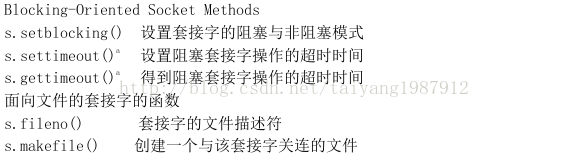 Blocking-Oriented Socket Methods
s.setblocking() 设置套接字的阻塞与非阻塞模式
s.settimeout()a 设置阻塞套接字操作的超时时间
s.gettimeout()a 得到阻塞套接字操作的超时时间
http://blog.csdn.net/taiyang1987912
面向文件的套接字的函数
s.fileno() 套接字的文件描述符
s.makefile() 创建一个与该套接字关连的文件